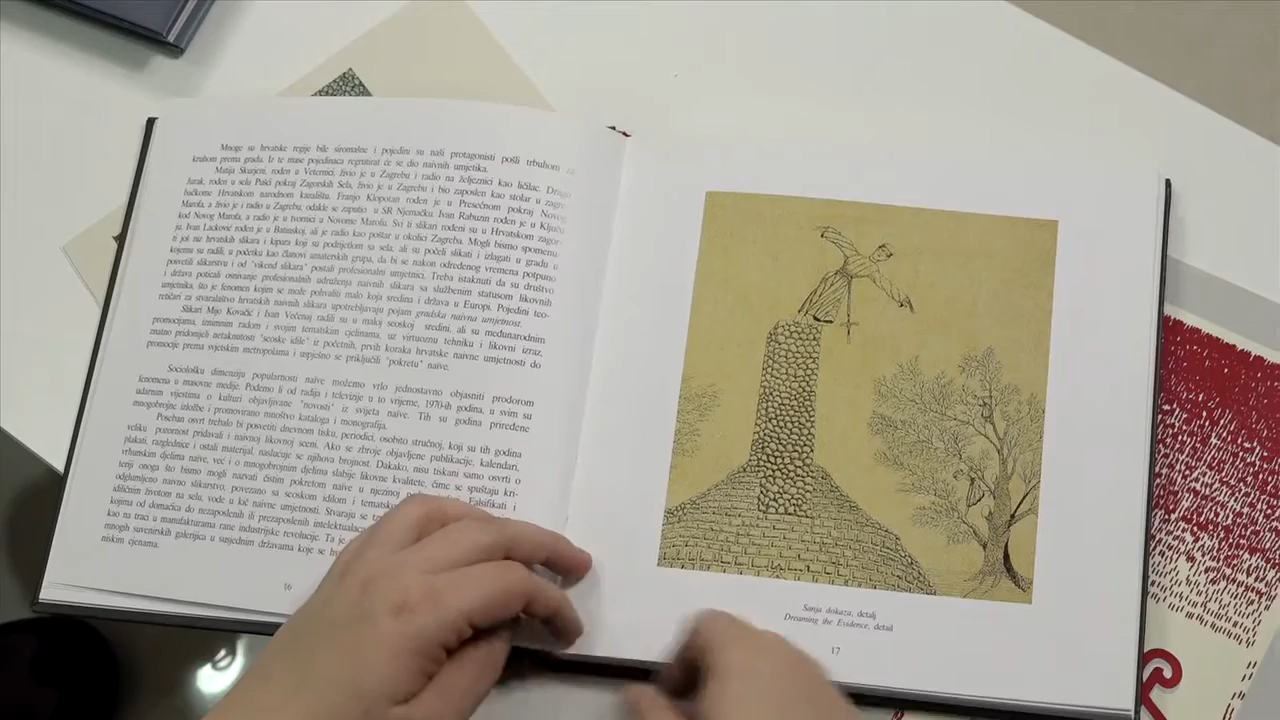 Mnoge su hrvatske regije bile siromašne i pojedini su naši protagonisti pošli trbuhom za
kruhom prema gradu. Iz te mase pojedinaca regrutirat će se dio naivnih umjetika.
Matija Skurjeni, rođen u Veternici, živio je u Zagrebu i radio na željeznici kao ličilac. Drago
Jurak, rođen u selu Pušći pokraj Zagorskih Sela, živio je u Zagrebu i bio zaposlen kao stolar u zagre-
bačkome Hrvatskom narodnom kazalištu. Franjo Klopotan rođen je u Presečnom pokraj Novog
Marofa, a živio je i radio u Zagrebu, odakle se zaputio u SR Njemačku. Ivan Rabuzin rođen je u Ključu
kod Novog Marofa, a radio je u tvornici u Novome Marofu. Svi ti slikari rođeni su u Hrvatskom zagor-
ju. Ivan Lacković rođen je u Batinskoj, ali je radio kao poštar u okolici Zagreba. Mogli bismo spomenu-
ti još niz hrvatskih slikara i kipara koji su podrijetlom sa sela, ali su počeli slikati i izlagati u gradu u
kojemu su radili, u početku kao članovi amaterskih grupa, da bi se nakon određenog vremena potpuno
posvetili slikarstvu i od "vikend slikara" postali profesionalni umjetnici. Treba istaknuti da su društvo
i država poticali osnivanje profesionalnih udruženja naivnih slikara sa službenim statusom likovnih
umjetnika, što je fenomen kojim se može pohvaliti malo koja sredina i država u Europi. Pojedini teo-
retičari za stvaralaštvo hrvatskih naivnih slikara upotrebljavaju pojam gradska naivna umjetnost.
Slikari Mijo Kovačić i Ivan Večenaj radili su u maloj seoskoj sredini, ali su međunarodnim
promocijama, iznimnim radom i svojim tematskim cjelinama, uz virtuoznu tehniku i likovni izraz,
znatno pridonijeli netaknutosti "seoske idile" iz početnih, prvih koraka hrvatske naivne umjetnosti do
promocije prema svjetskim metropolama i uspješno se priključili "pokretu" naïve.
Sociološku dimenziju popularnosti naïve možemo vrlo jednostavno objasniti prodorom
fenomena u masovne medije. Pođemo li od radija i televizije u to vrijeme, 1970-ih godina, u svim su
udarnim vijestima o kulturi objavljivane "novosti" iz svijeta naïve. Tih su godina priređene
mnogobrojne izložbe i promovirano mnoštvo kataloga i monografija.
Poseban osvrt trebalo bi posvetiti dnevnom tisku, periodici, osobito stručnoj, koji su tih godina
veliku pozornost pridavali i naivnoj likovnoj sceni. Ako se zbroje objavljene publikacije, kalendari,
plakati, razglednice i ostali materijal, naslućuje se njihova brojnost. Dakako, nisu tiskani samo osvrti o
vrhunskim djelima naïve, već i o mnogobrojnim djelima slabije likovne kvalitete, čime se spuštaju kri-
teriji onoga što bismo mogli nazvati čistim pokretom naïve u njezinoj
odglumljeno naivno slikarstvo, povezano sa seoskom idilom i temats Falsifikati i
idiličnim životom na selu, vode u kič naivne umjetnosti. Stvaraju se
kojima od domaćica do nezaposlenih ili prezaposlenih intelektualaca
kao na traci u manufakturama rane industrijske revolucije. Ta je
mnogih suvenirskih galerijica u susjednim državama koje se
niskim cijenama.
16
Sanja dokaza, detalj
Dreaming the Evidence, detail
17